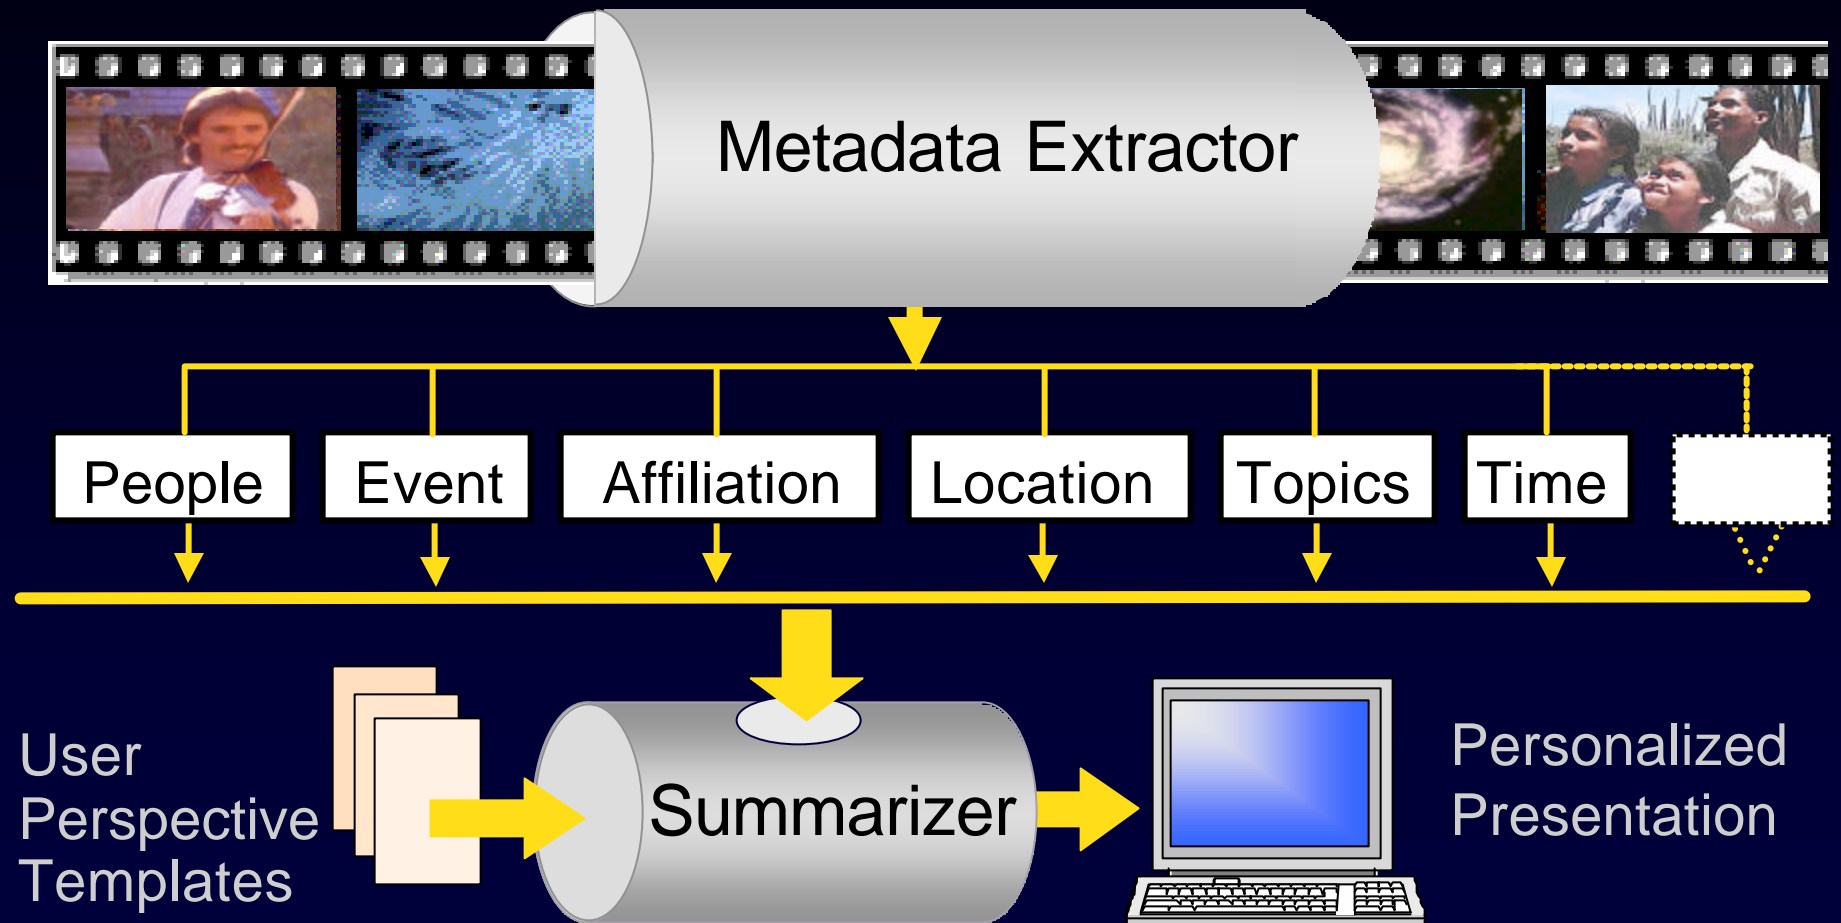 Metadata Extractor
People Event Affiliation Location Topics Time
User
Perspective
Templates
Summarizer
Personalized
Presentation